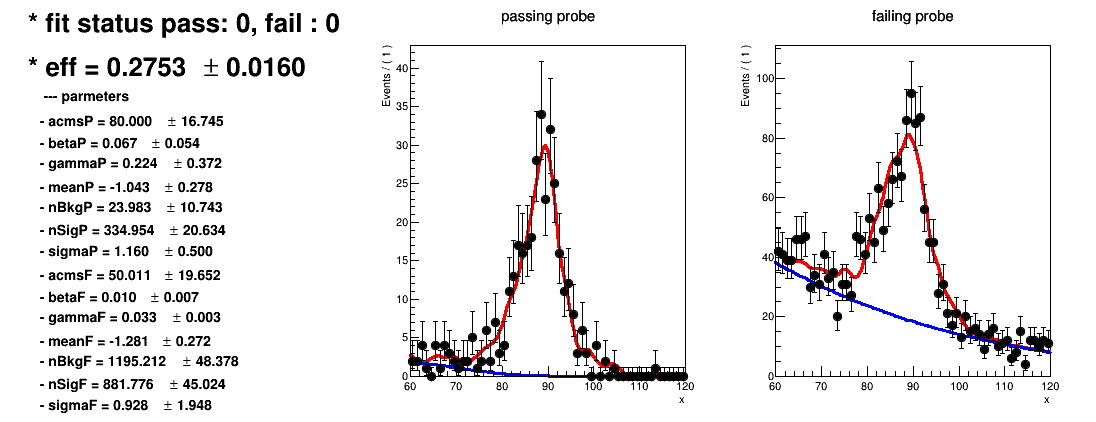 * fit status pass: 0, fail : 0
* eff = 0.2753 ± 0.0160
--- parmeters
- acmsP = 80.000 ± 16.745
- betaP = 0.067 ± 0.054
- gammaP = 0.224 ± 0.372
- meanP = -1.043 ± 0.278
- nBkgP = 23.983 ± 10.743
- nSigP = 334.954 ± 20.634
- sigmaP = 1.160 ± 0.500
- acmsF = 50.011 ± 19.652
- betaF = 0.010 ± 0.007
- gammaF = 0.033 ± 0.003
- meanF = -1.281 ± 0.272
- nBkgF = 1195.212 ± 48.378
- nSigF = 881.776 ± 45.024
- sigmaF = 0.928 ± 1.948
passing probe
Events / ( 1 )
40
35
30
25
20
15
10
5
0
60 70 80 90 100 110 120
x
failing probe
Events / ( 1 )
100
80
60
40
20
0
60 70 80 90 100 110 120
x